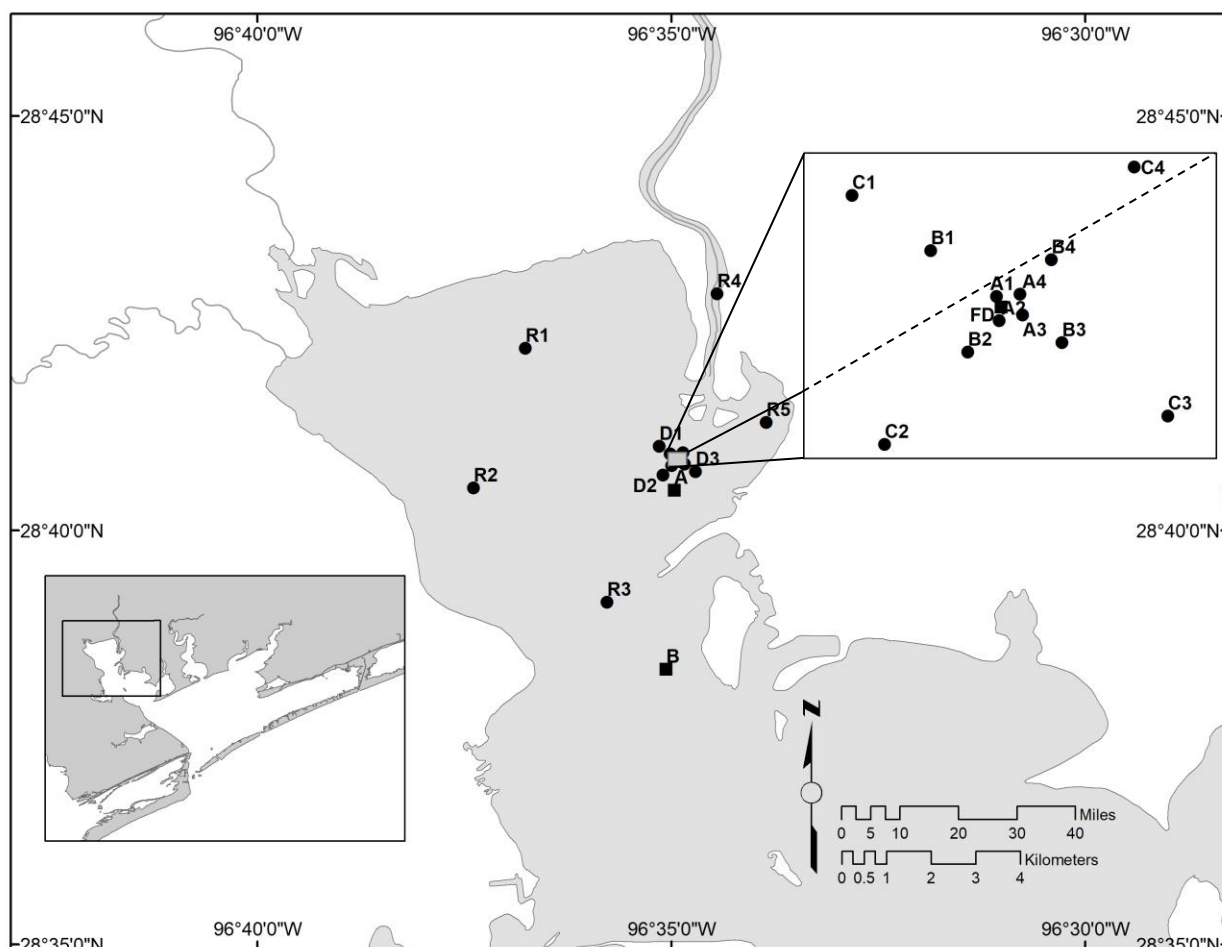 96°40'0"W 96°35'0"W 96°30'0"W
28°45'0"N 28°45'0"N
C4
C1
B1
B4
R4
A1 A4
FD A2
A3
R1
B2 B3
R5
C3
D1
C2
D3
R2
D2 A
28°40'0"N 28°40'0"N
R3
B
N
Miles
0 5 10 20 30 40
Kilometers
0 0.5 1 2 3 4
96°40'0"W 96°35'0"W 96°30'0"W
28°35'0"N 28°35'0"N